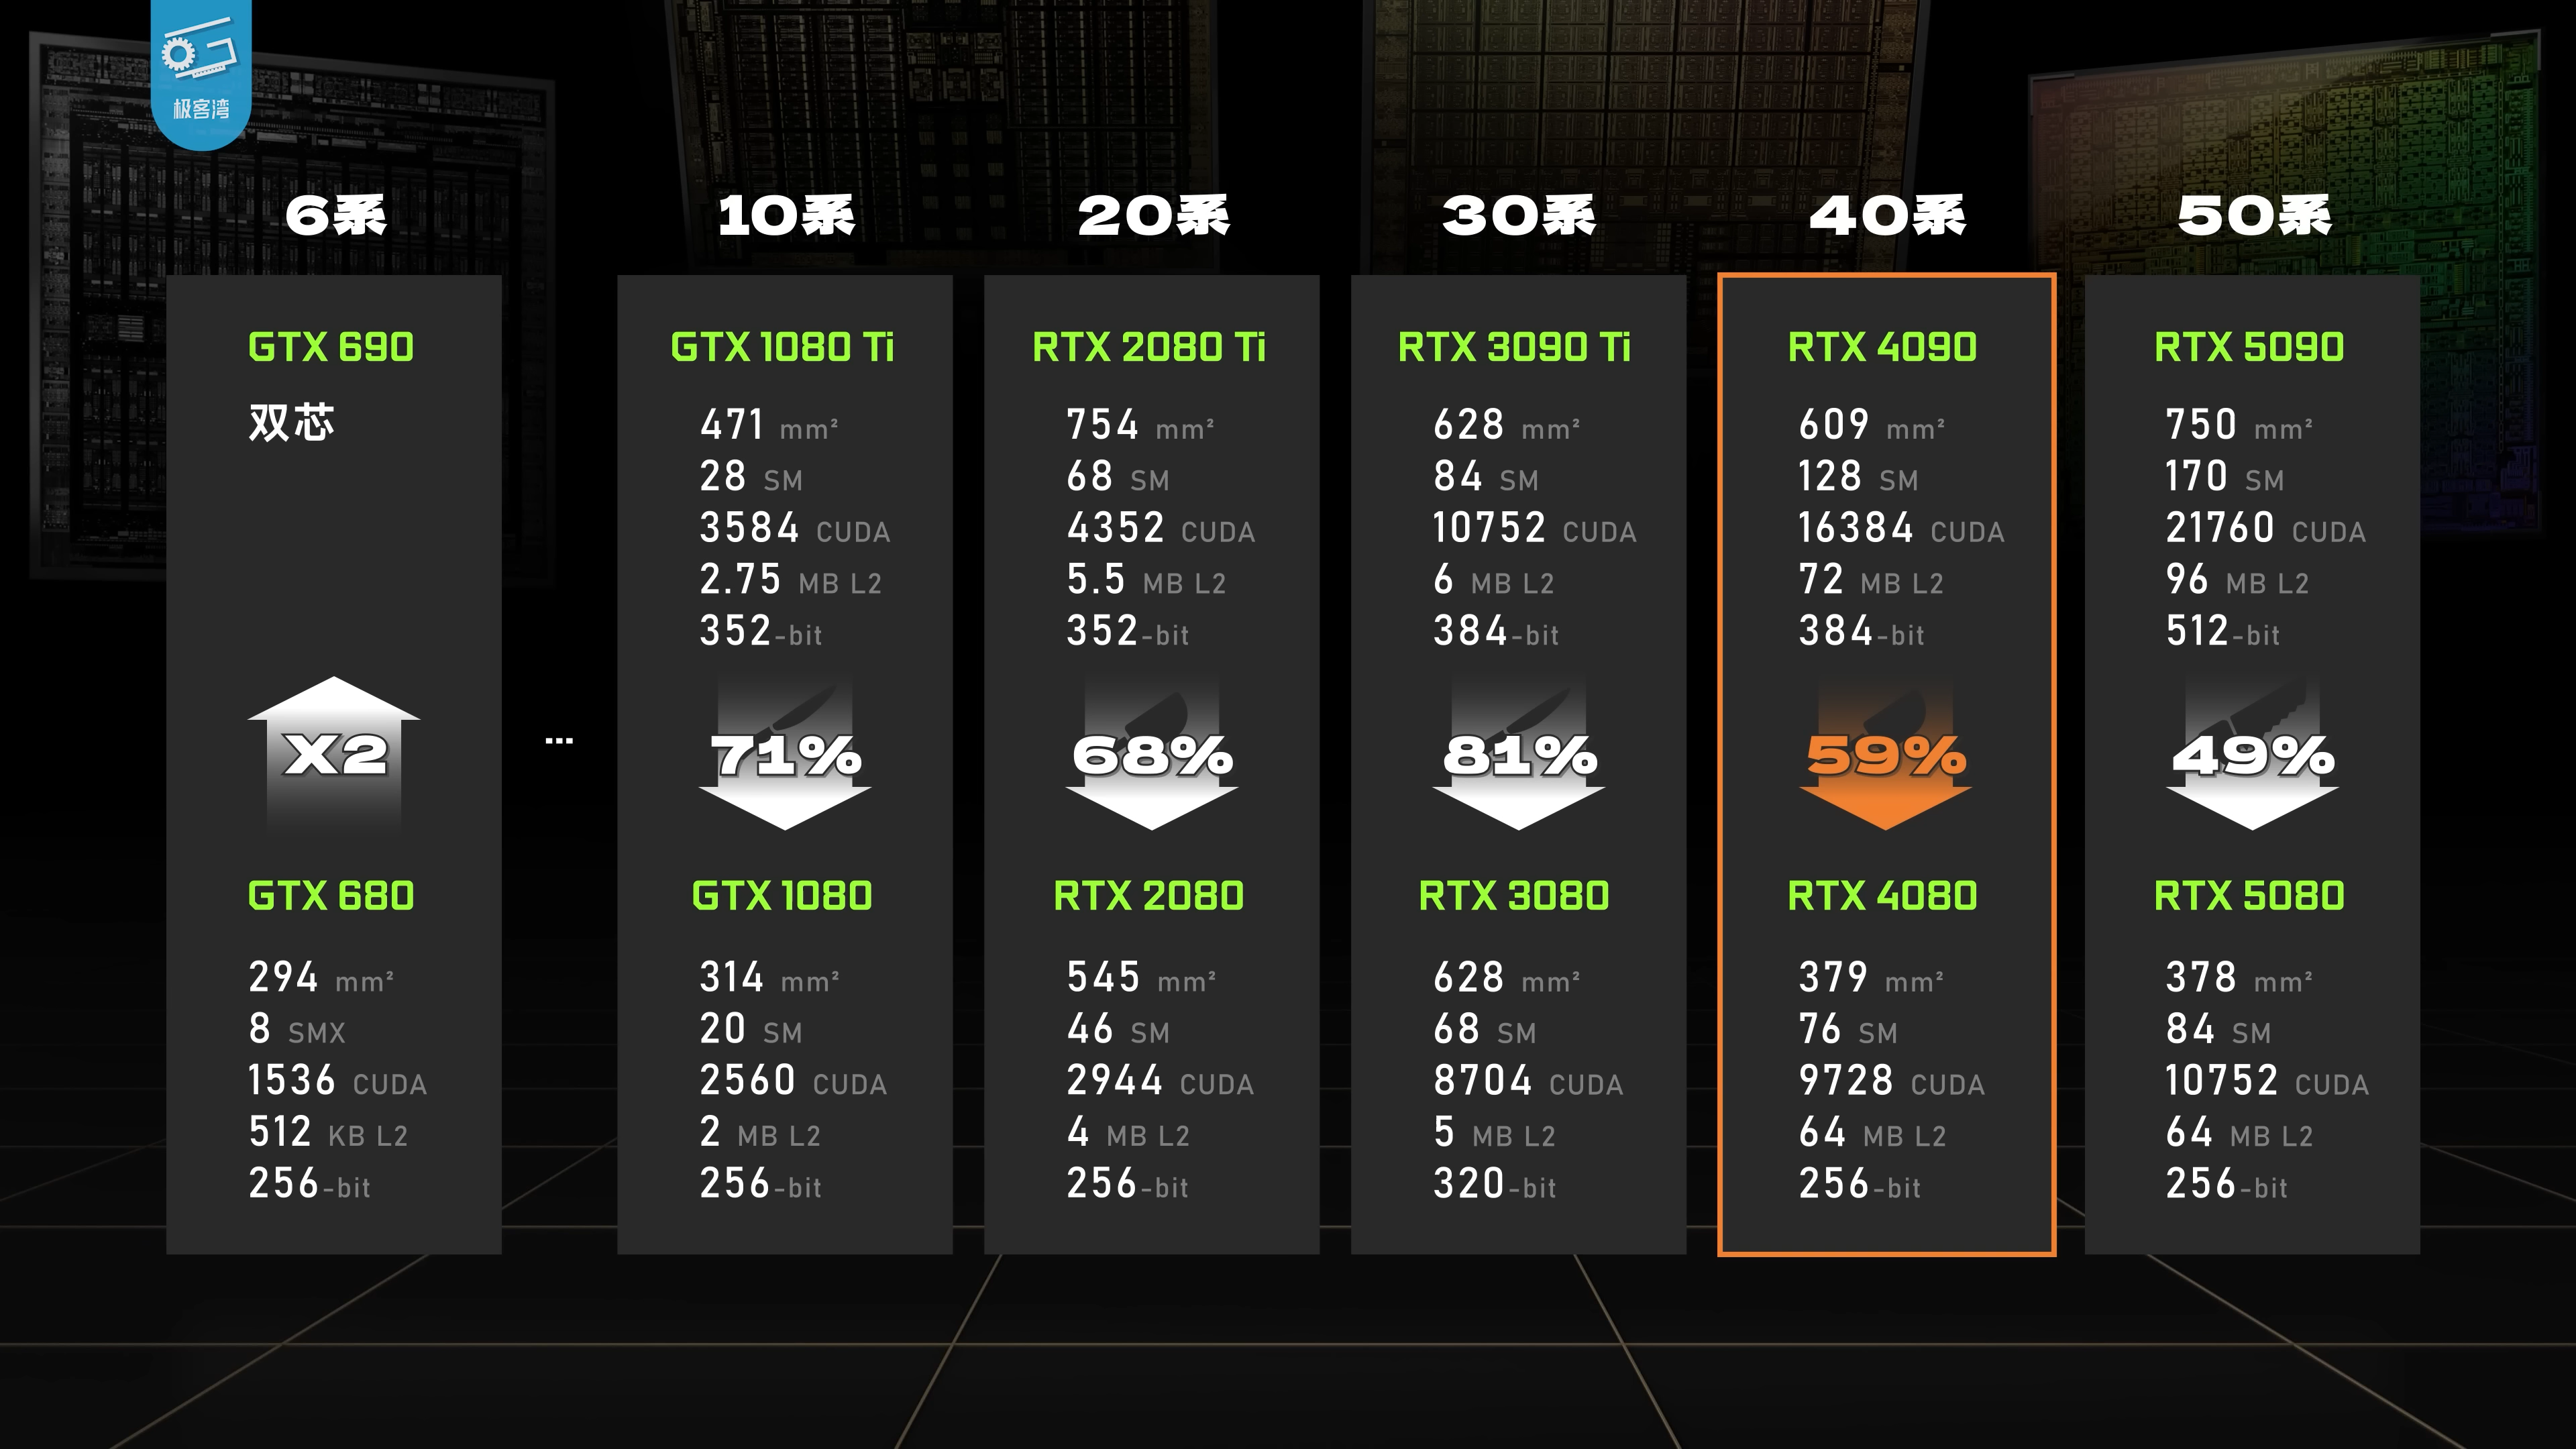 极客湾
6系
GTX 690
双芯
X2
GTX 680
294 mm²
8 SMX
1536 CUDA
512 KB L2
256-bit
...
10系
GTX 1080 Ti
471 mm²
28 SM
3584 CUDA
2.75 MB L2
352-bit
71%
GTX 1080
314 mm²
20 SM
2560 CUDA
2 MB L2
256-bit
20系
RTX 2080 Ti
754 mm²
68 SM
4352 CUDA
5.5 MB L2
352-bit
68%
RTX 2080
545 mm²
46 SM
2944 CUDA
4 MB L2
256-bit
30系
RTX 3090 Ti
628 mm²
84 SM
10752 CUDA
6 MB L2
384-bit
81%
RTX 3080
628 mm²
68 SM
8704 CUDA
5 MB L2
320-bit
40系
RTX 4090
609 mm²
128 SM
16384 CUDA
72 MB L2
384-bit
59%
RTX 4080
379 mm²
76 SM
9728 CUDA
64 MB L2
256-bit
50系
RTX 5090
750 mm²
170 SM
21760 CUDA
96 MB L2
512-bit
49%
RTX 5080
378 mm²
84 SM
10752 CUDA
64 MB L2
256-bit